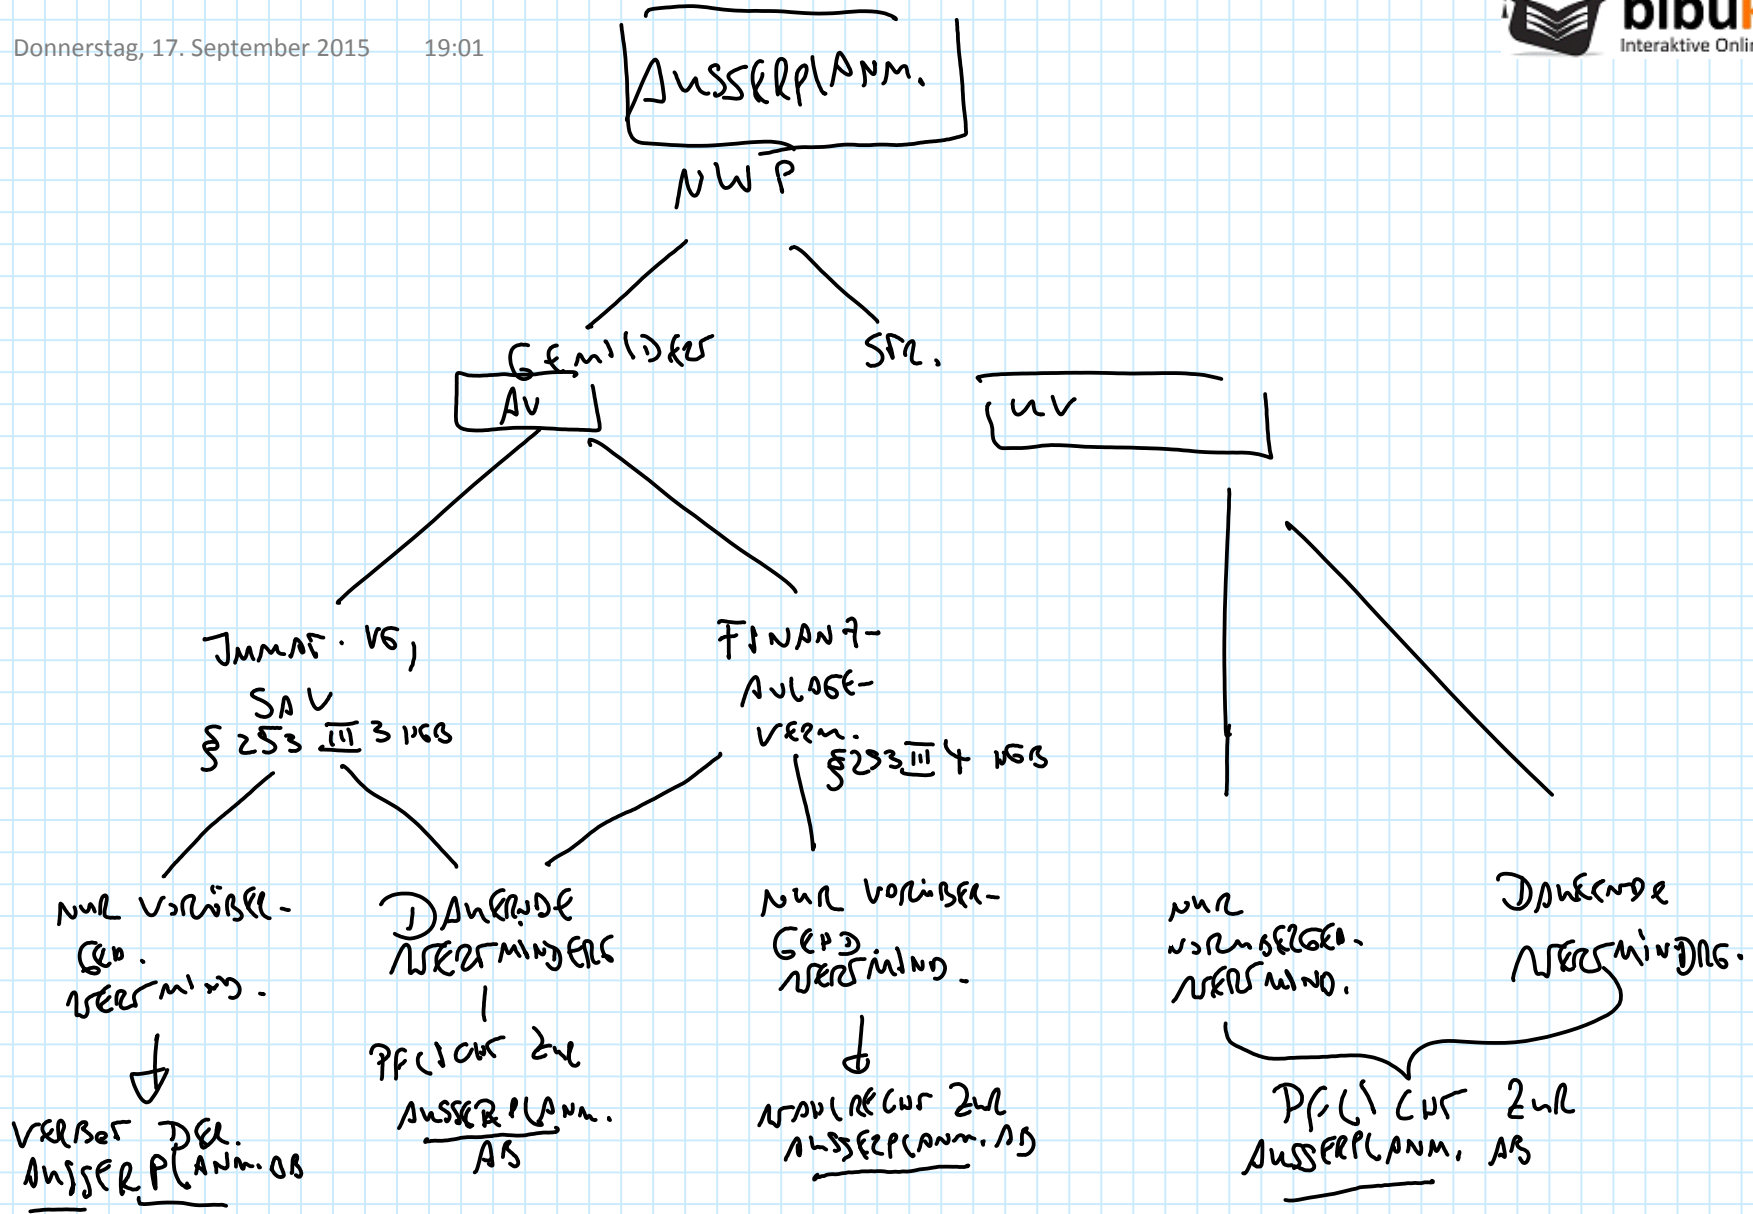 Donnerstag, 17. September 2015 19:01
bibuk
Interaktive Onlin
AUSSERPLANM.
NWP
GEMILDERT
STR.
AV
UV
IMMAT. VG,
SAV
§ 253 III 3 HGB
FINANZ-
ANLAGE-
VERM.
§ 253 III 4 HGB
NUR VORÜBER-
GEH.
WERTMIND.
DAUERNDE
WERTMINDERG
NUR VORÜBER-
GEHD
WERTMIND.
NUR
VORÜBERGEH.
WERTMIND.
DAUERNDE
WERTMINDRG.
VERBOT DER
AUSSERPLANM. AB
PFLICHT ZUR
AUSSERPLANM.
AB
WAHLRECHT ZUR
AUSSERPLANM. AB
PFLICHT ZUR
AUSSERPLANM. AB